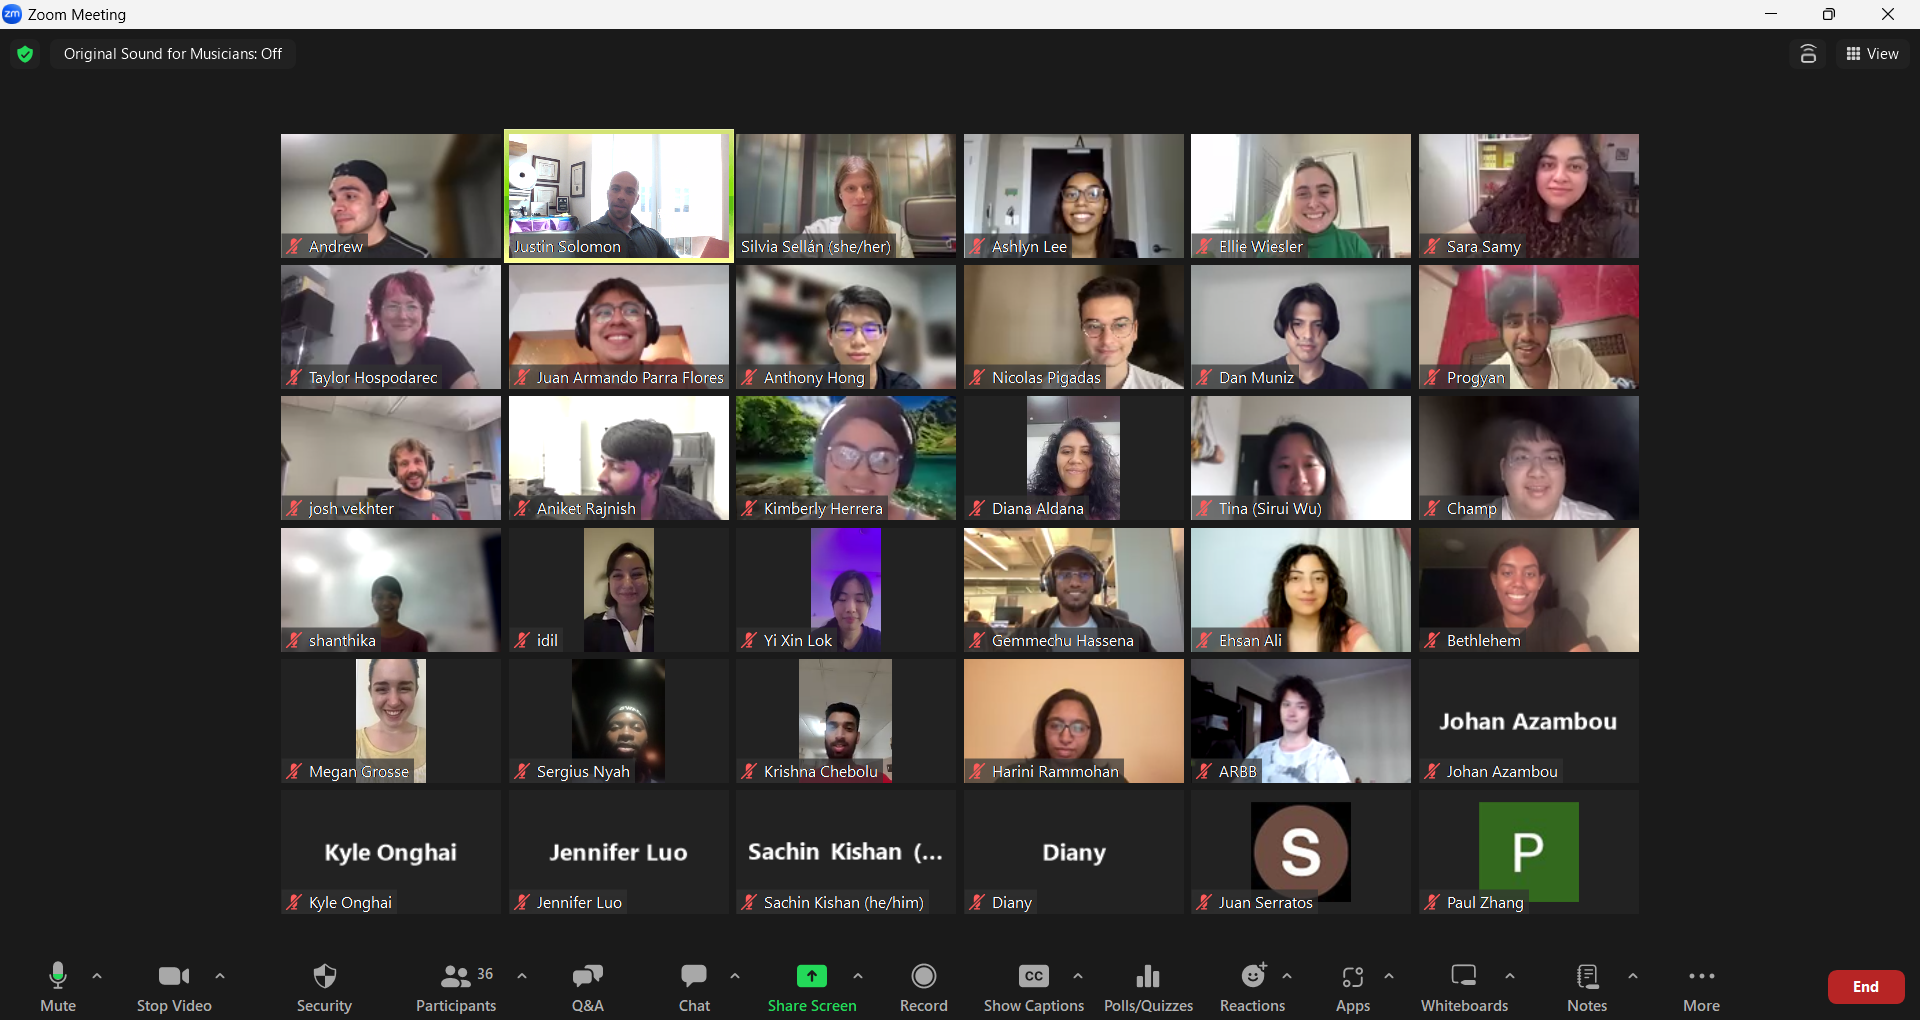 zm Zoom Meeting
Original Sound for Musicians: Off
View
Andrew
Justin Solomon
Silvia Sellán (she/her)
Ashlyn Lee
Ellie Wiesler
Sara Samy
Taylor Hospodarec
Juan Armando Parra Flores
Anthony Hong
Nicolas Pigadas
Dan Muniz
Progyan
josh vekhter
Aniket Rajnish
Kimberly Herrera
Diana Aldana
Tina (Sirui Wu)
Champ
shanthika
idil
Yi Xin Lok
Gemmechu Hassena
Ehsan Ali
Bethlehem
Megan Grosse
Sergius Nyah
Krishna Chebolu
Harini Rammohan
ARBB
Johan Azambou
Johan Azambou
Kyle Onghai
Kyle Onghai
Jennifer Luo
Jennifer Luo
Sachin Kishan (...
Sachin Kishan (he/him)
Diany
Diany
S
Juan Serratos
P
Paul Zhang
Mute
Stop Video
Security
36
Participants
Q&A
Chat
Share Screen
Record
CC
Show Captions
Polls/Quizzes
Reactions
Apps
Whiteboards
Notes
More
End